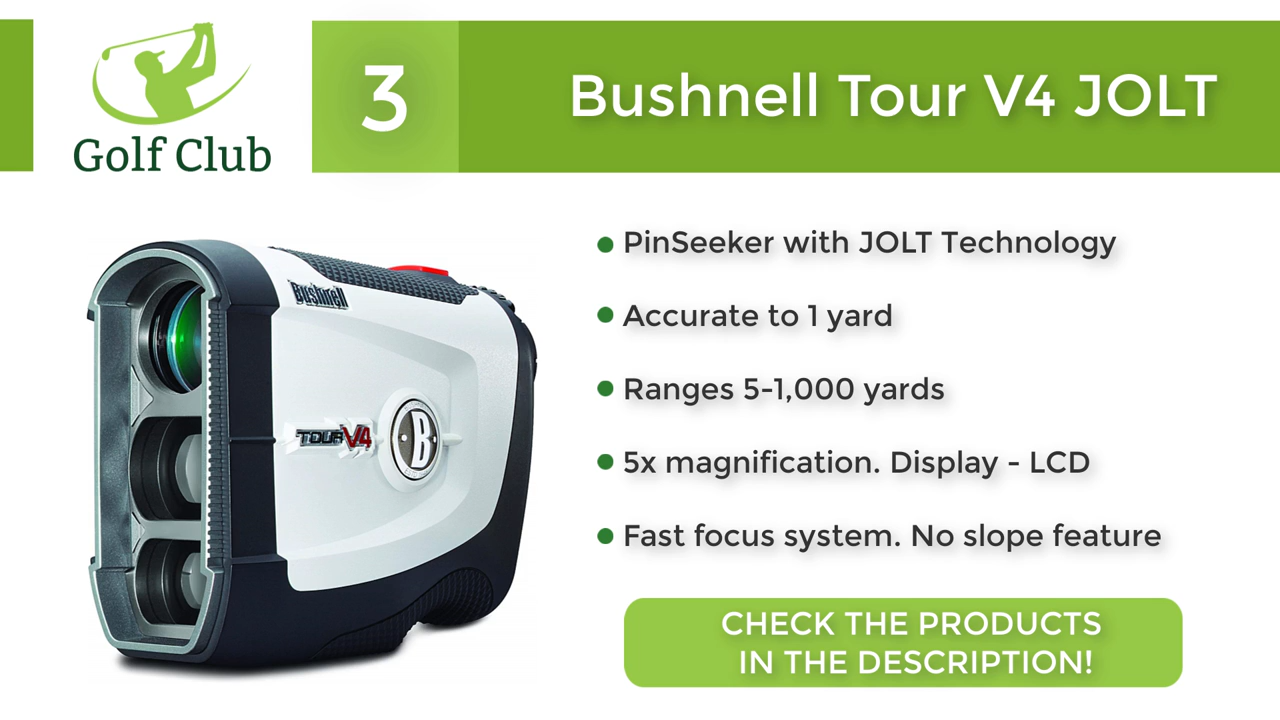 Golf Club
3
Bushnell Tour V4 JOLT
PinSeeker with JOLT Technology
Accurate to 1 yard
Ranges 5-1,000 yards
5x magnification. Display - LCD
Fast focus system. No slope feature
CHECK THE PRODUCTS
IN THE DESCRIPTION!
Bushnell
TOUR V4
B